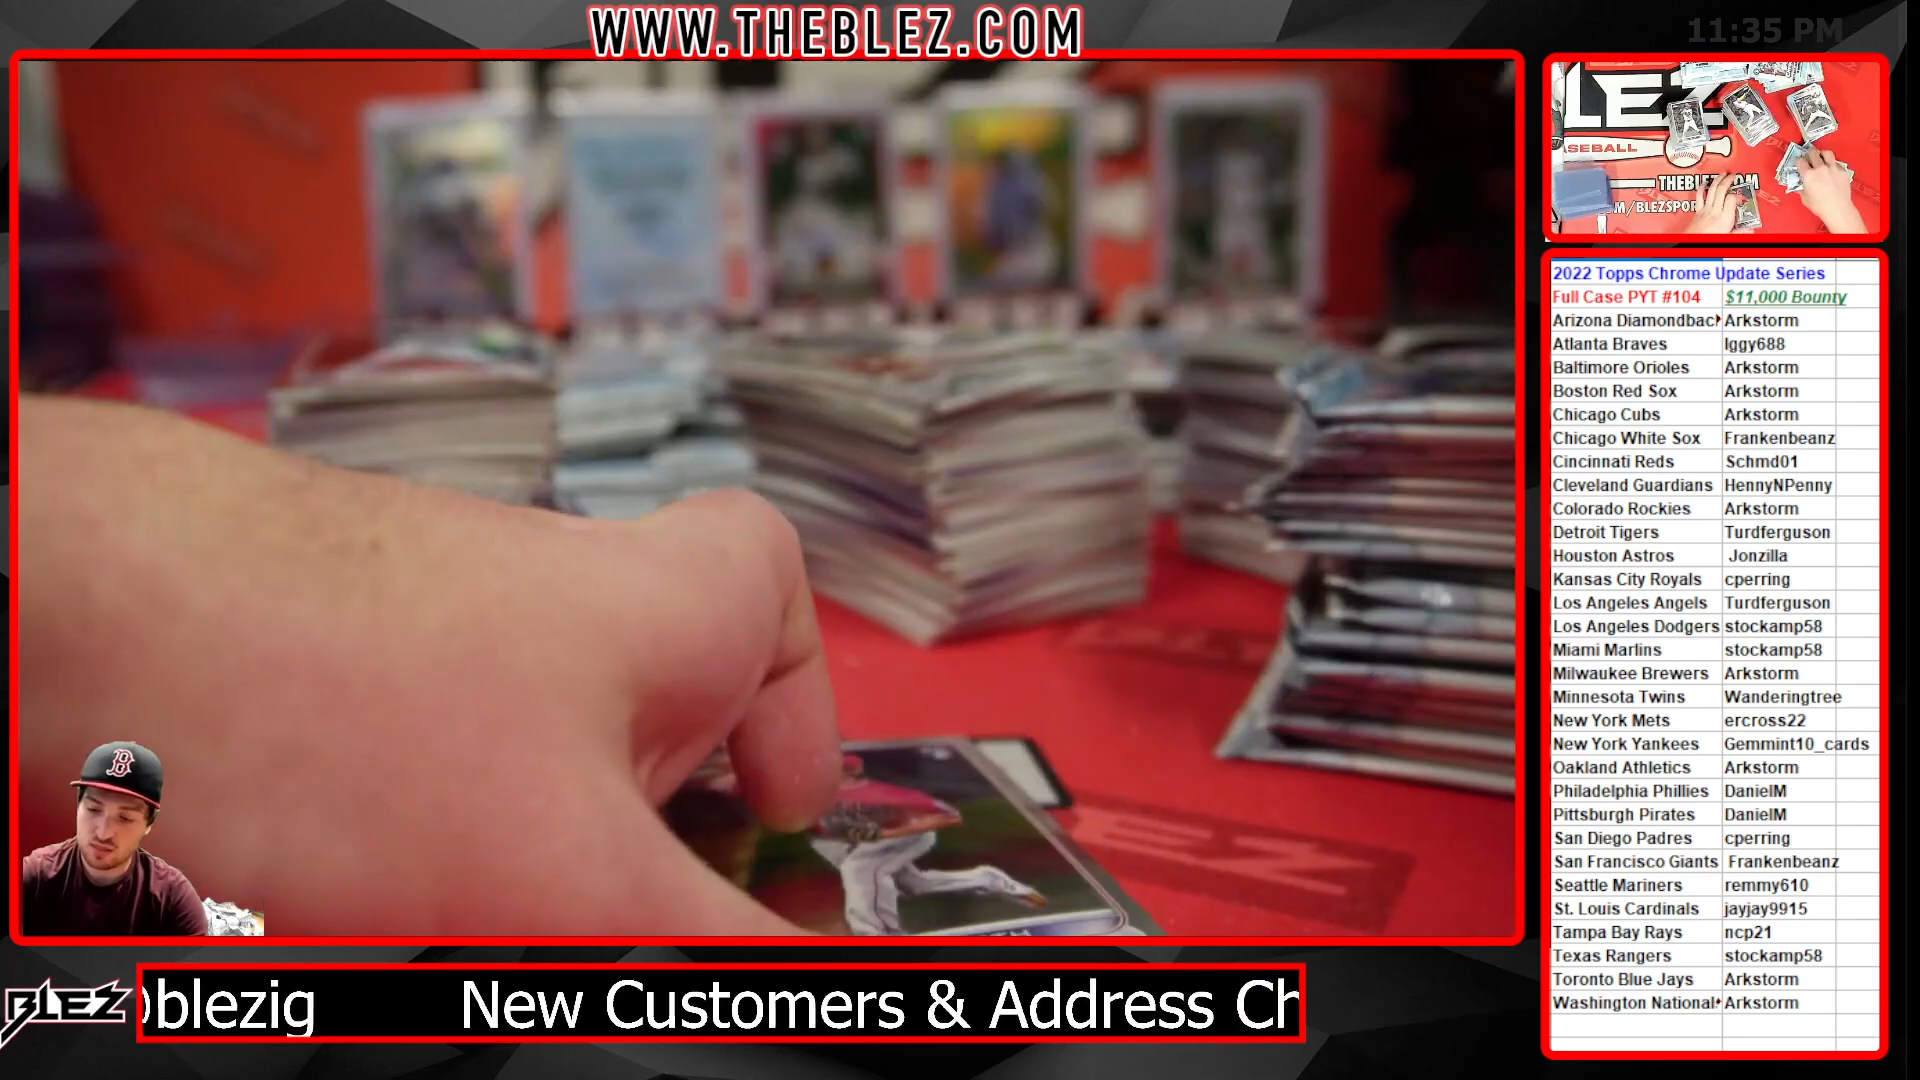 WWW.THEBLEZ.COM
11:35 PM
LEZ
ASEBALL
THEBLEZ.COM
M/BLEZSPOR
2022 Topps Chrome Update Series
Full Case PYT #104 $11,000 Bounty
Arizona Diamondbac Arkstorm
Atlanta Braves Iggy688
Baltimore Orioles Arkstorm
Boston Red Sox Arkstorm
Chicago Cubs Arkstorm
Chicago White Sox Frankenbeanz
Cincinnati Reds Schmd01
Cleveland Guardians HennyNPenny
Colorado Rockies Arkstorm
Detroit Tigers Turdferguson
Houston Astros Jonzilla
Kansas City Royals cperring
Los Angeles Angels Turdferguson
Los Angeles Dodgers stockamp58
Miami Marlins stockamp58
Milwaukee Brewers Arkstorm
Minnesota Twins Wanderingtree
New York Mets ercross22
New York Yankees Gemmint10_cards
Oakland Athletics Arkstorm
Philadelphia Phillies DanielM
Pittsburgh Pirates DanielM
San Diego Padres cperring
San Francisco Giants Frankenbeanz
Seattle Mariners remmy610
St. Louis Cardinals jayjay9915
Tampa Bay Rays ncp21
Texas Rangers stockamp58
Toronto Blue Jays Arkstorm
Washington National Arkstorm
B
BLEZ
blezig New Customers & Address Ch